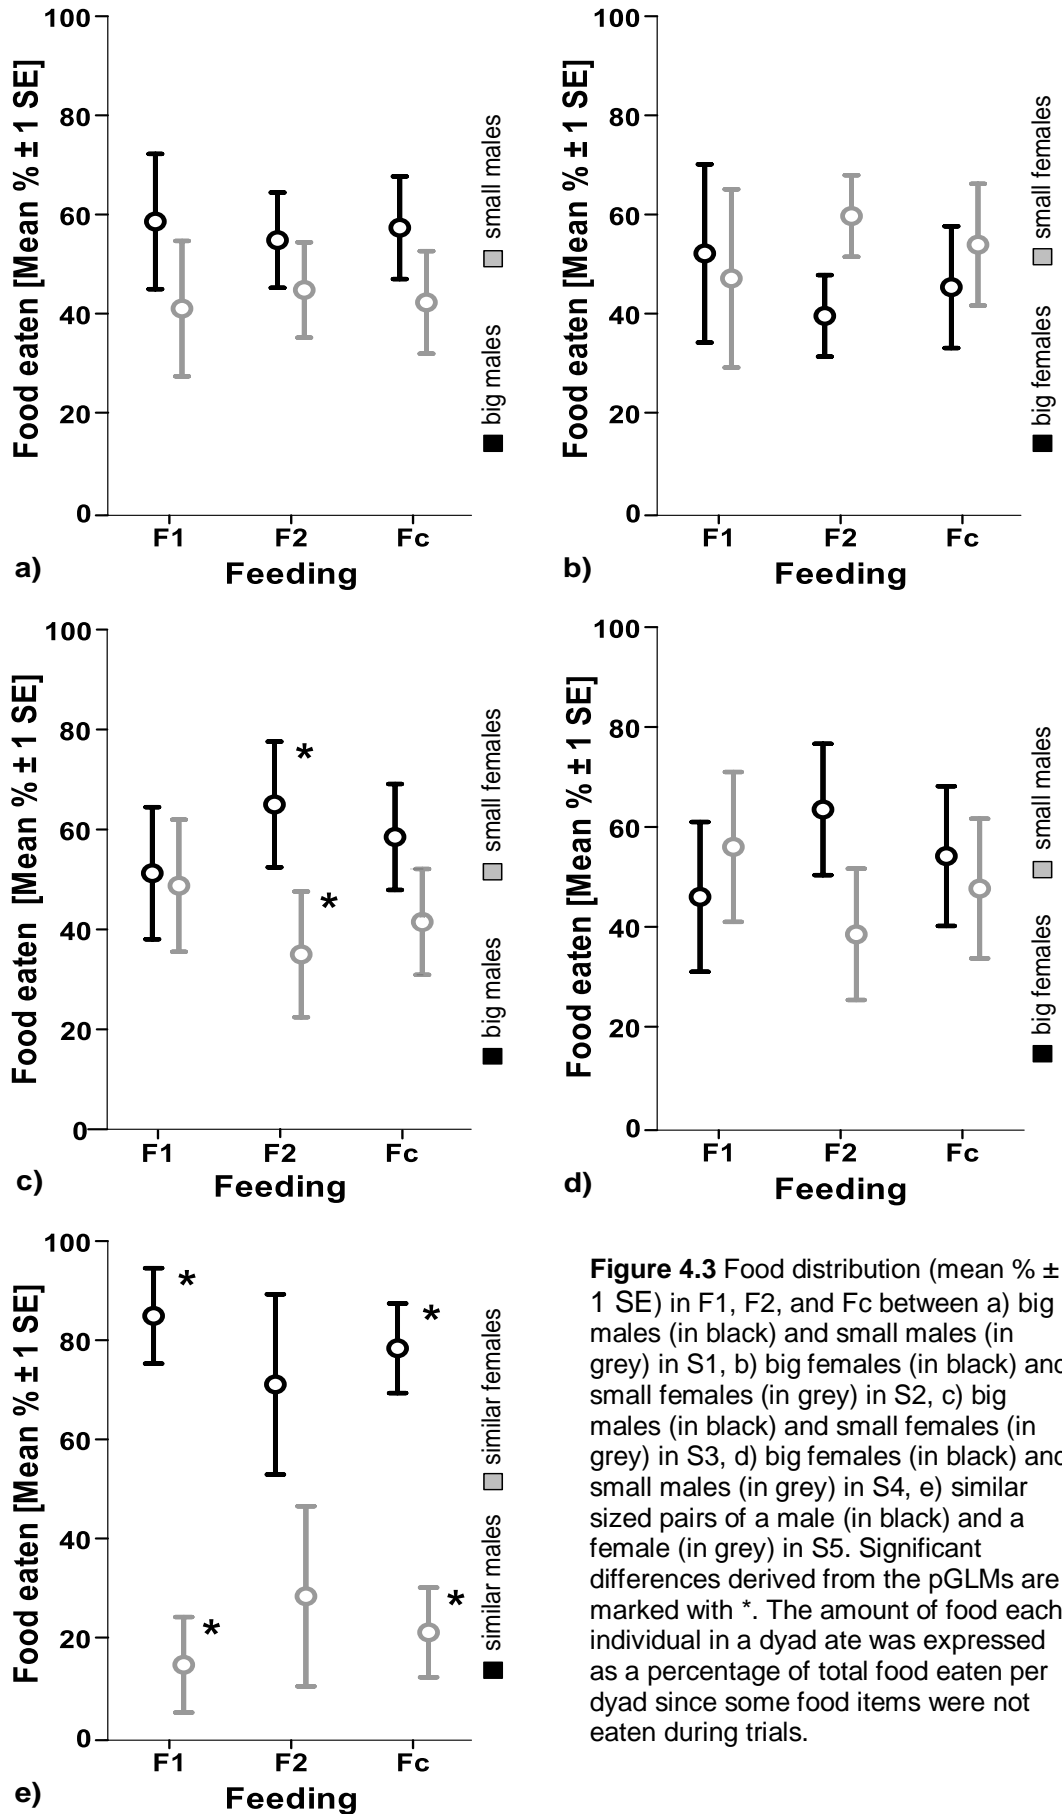 100
80
60
40
20
0
Food eaten [Mean % ± 1 SE]
F1 F2 Fc
Feeding
a)
big males small males
100
80
60
40
20
0
Food eaten [Mean % ± 1 SE]
F1 F2 Fc
Feeding
b)
big females small females
100
80
60
40
20
0
Food eaten [Mean % ± 1 SE]
* *
F1 F2 Fc
Feeding
c)
big males small females
100
80
60
40
20
0
Food eaten [Mean % ± 1 SE]
F1 F2 Fc
Feeding
d)
big females small males
100
80
60
40
20
0
Food eaten [Mean % ± 1 SE]
* *
* *
F1 F2 Fc
Feeding
e)
similar males similar females
Figure 4.3 Food distribution (mean % ±
1 SE) in F1, F2, and Fc between a) big
males (in black) and small males (in
grey) in S1, b) big females (in black) and
small females (in grey) in S2, c) big
males (in black) and small females (in
grey) in S3, d) big females (in black) and
small males (in grey) in S4, e) similar
sized pairs of a male (in black) and a
female (in grey) in S5. Significant
differences derived from the pGLMs are
marked with *. The amount of food each
individual in a dyad ate was expressed
as a percentage of total food eaten per
dyad since some food items were not
eaten during trials.